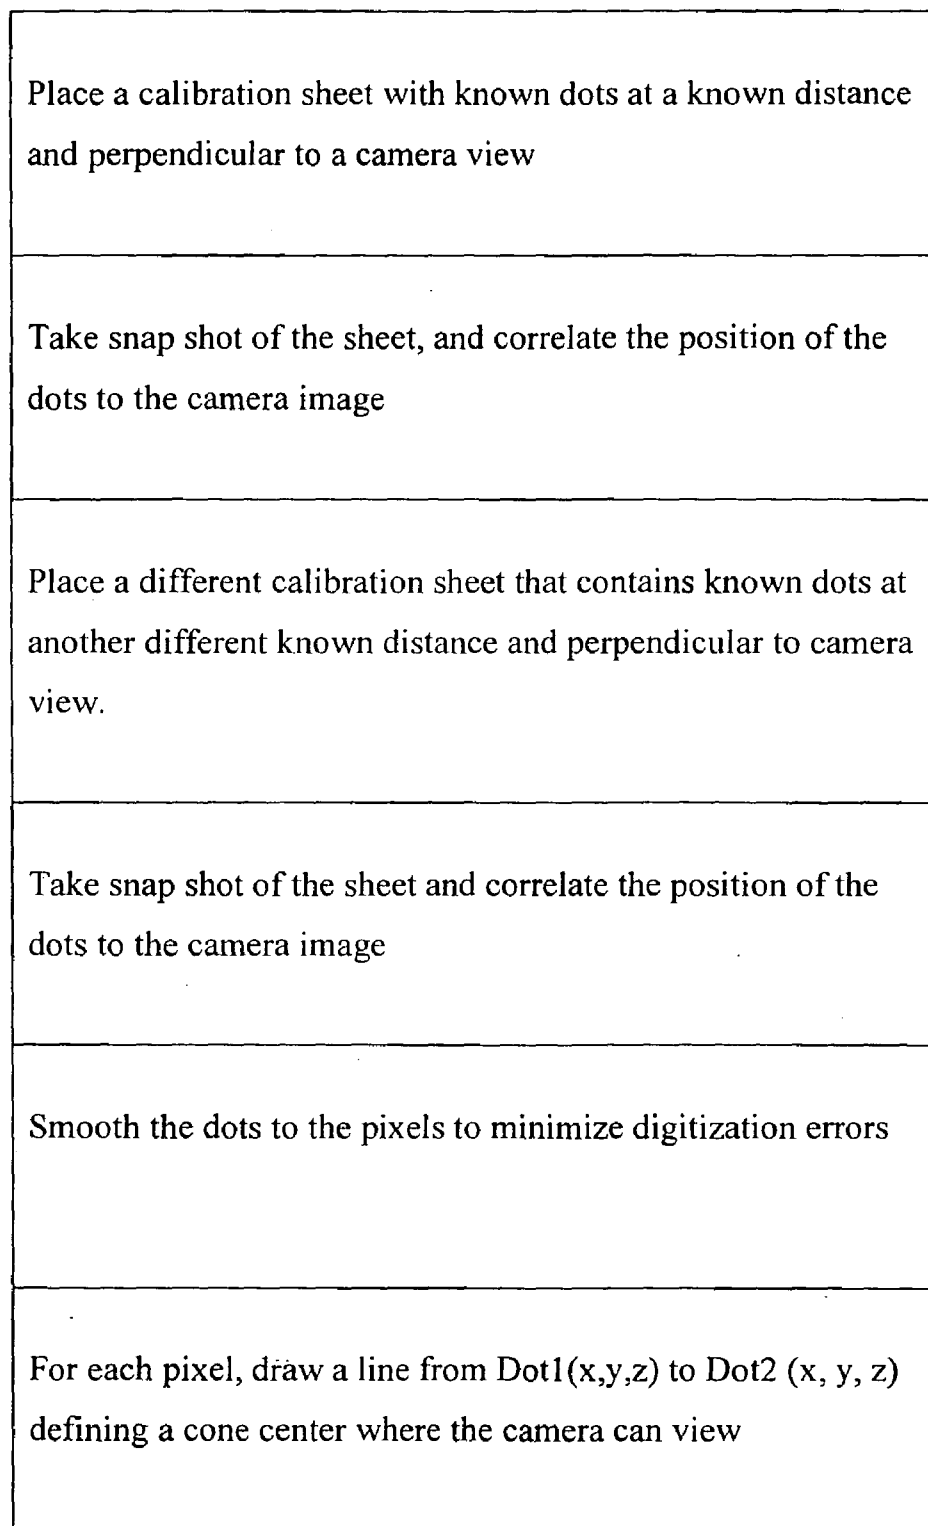 Place a calibration sheet with known dots at a known distance
and perpendicular to a camera view
Take snap shot of the sheet, and correlate the position of the
dots to the camera image
Place a different calibration sheet that contains known dots at
another different known distance and perpendicular to camera
view.
Take snap shot of the sheet and correlate the position of the
dots to the camera image
Smooth the dots to the pixels to minimize digitization errors
For each pixel, draw a line from Dot1(x,y,z) to Dot2 (x, y, z)
defining a cone center where the camera can view